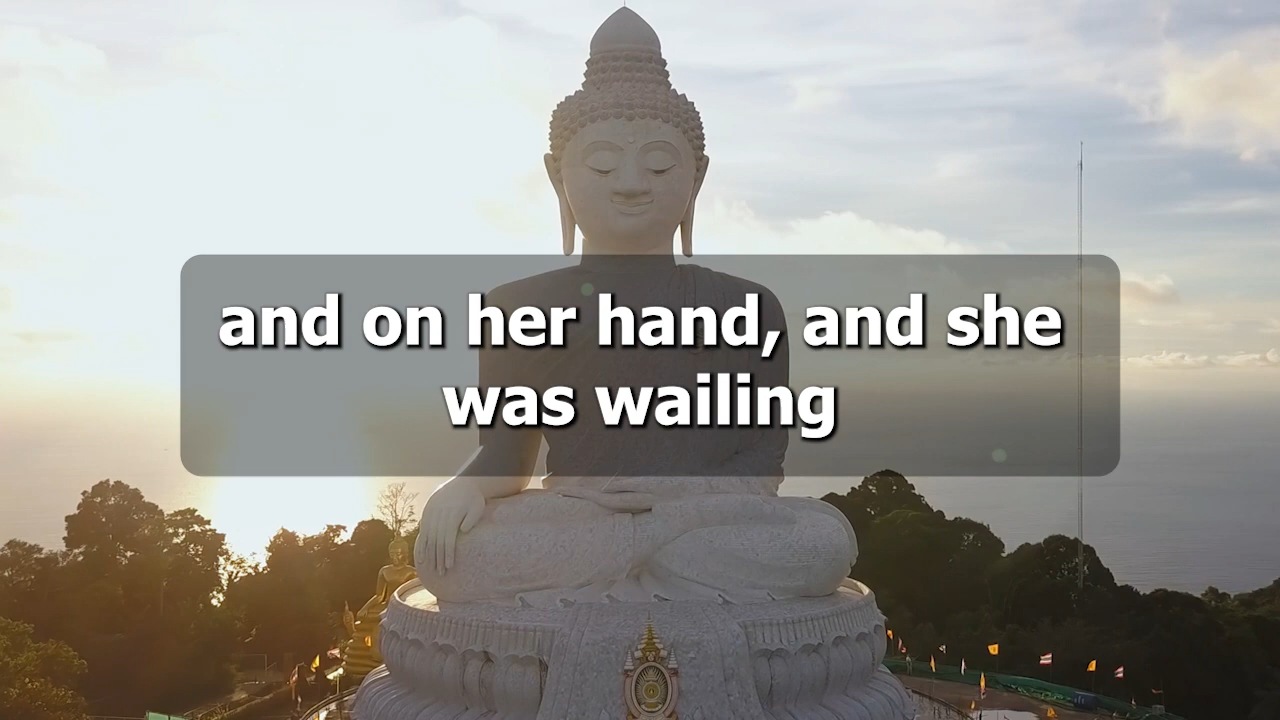 and on her hand, and she
was wailing